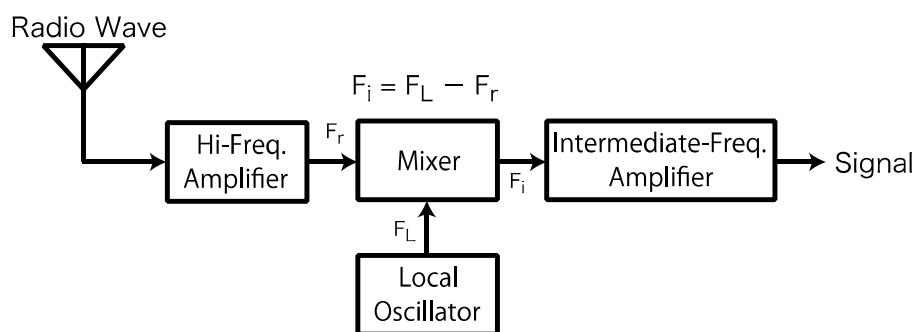 Radio Wave
Fi = FL − Fr
Hi-Freq.
Amplifier
Fr
Mixer
Fi
Intermediate-Freq.
Amplifier
Signal
FL
Local
Oscillator